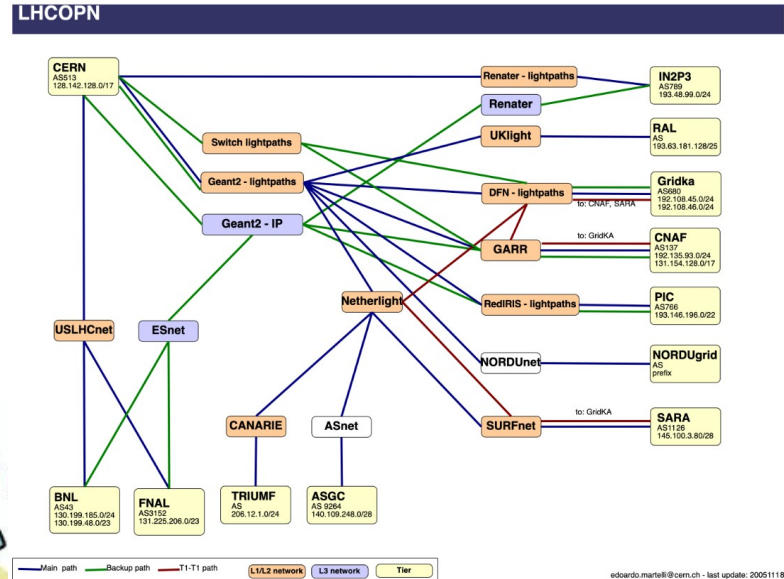 LHCOPN
CERN
AS513
128.142.128.0/17
Renater - lightpaths
IN2P3
AS789
193.48.99.0/24
Renater
UKlight
RAL
AS
193.63.181.128/25
Switch lightpaths
Geant2 - lightpaths
DFN - lightpaths
to: CNAF, SARA
Gridka
AS680
192.108.45.0/24
192.108.46.0/24
Geant2 - IP
GARR
to: GridKA
CNAF
AS137
192.135.93.0/24
131.154.128.0/17
Netherlight
RedIRIS - lightpaths
PIC
AS766
193.146.196.0/22
USLHCnet
ESnet
NORDUnet
NORDUgrid
AS
prefix
CANARIE
ASnet
SURFnet
to: GridKA
SARA
AS1126
145.100.3.80/28
BNL
AS43
130.199.185.0/24
130.199.48.0/23
FNAL
AS3152
131.225.206.0/23
TRIUMF
AS
206.12.1.0/24
ASGC
AS 9264
140.109.248.0/28
Main path
Backup path
T1-T1 path
L1/L2 network
L3 network
Tier
edoardo.martelli@cern.ch - last update: 20051118